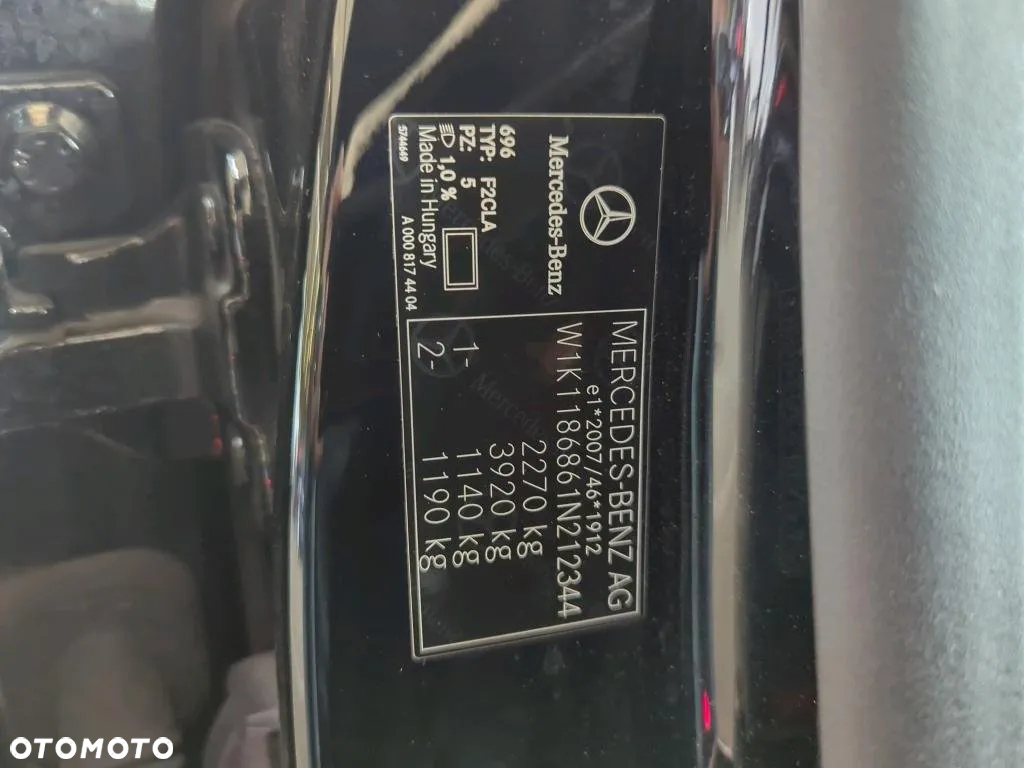 Mercedes-Benz
696
TYP: F2CLA
PZ: 5
1,0 %
Made in Hungary
5744649
A 000 817 44 04
MERCEDES-BENZ AG
e1*2007/46*1912
W1K1186861N212344
2270 kg
3920 kg
1- 1140 kg
2- 1190 kg
OTOMOTO